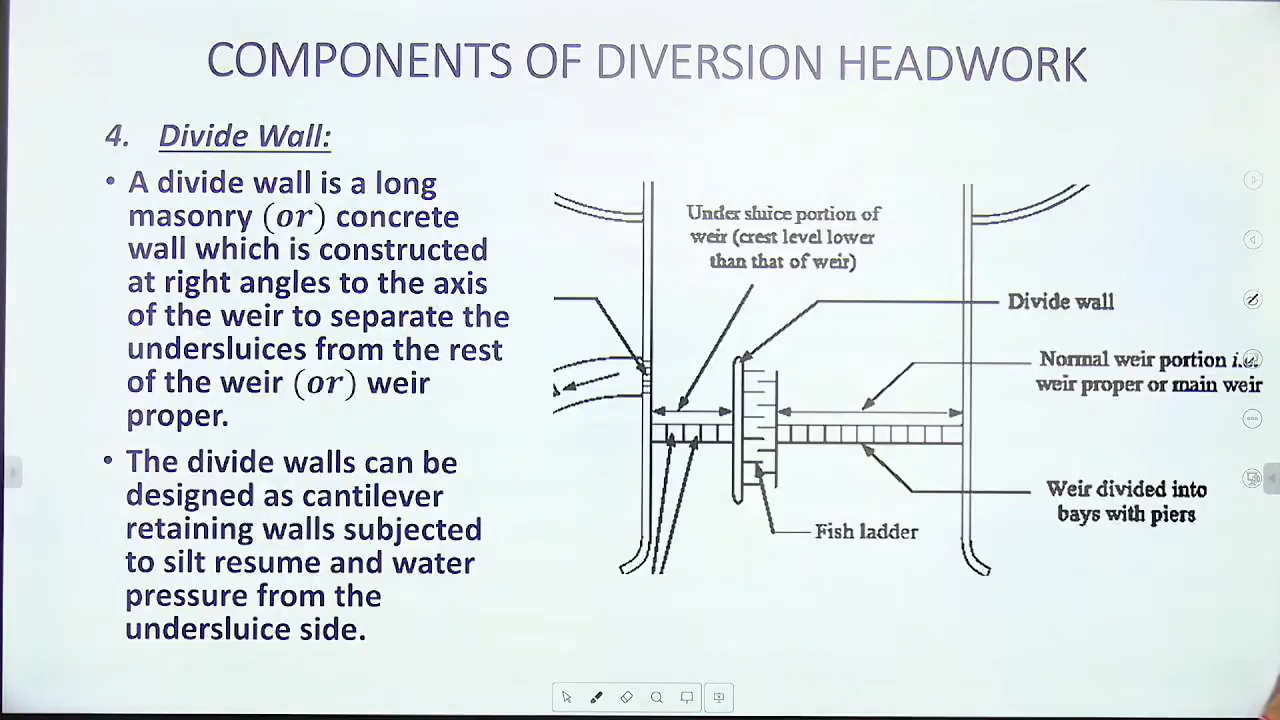 COMPONENTS OF DIVERSION HEADWORK
4. Divide Wall:
• A divide wall is a long
masonry (or) concrete
wall which is constructed
at right angles to the axis
of the weir to separate the
undersluices from the rest
of the weir (or) weir
proper.
• The divide walls can be
designed as cantilever
retaining walls subjected
to silt resume and water
pressure from the
undersluice side.
Under sluice portion of
weir (crest level lower
than that of weir)
Divide wall
Normal weir portion i.e.
weir proper or main weir
Weir divided into
bays with piers
Fish ladder